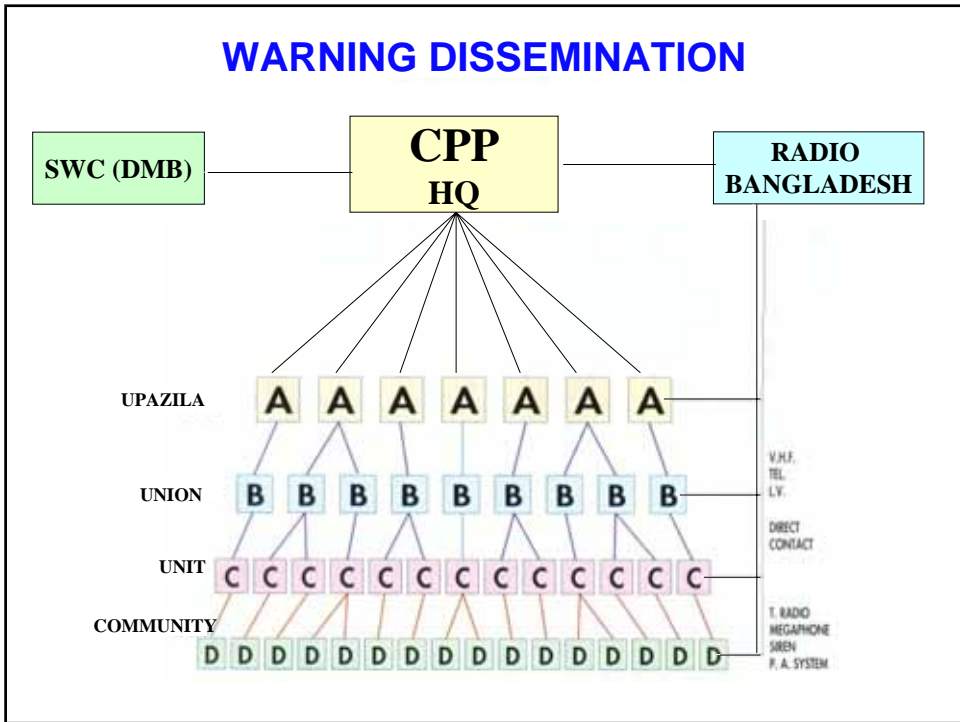 WARNING DISSEMINATION
SWC (DMB)
CPP
HQ
RADIO
BANGLADESH
UPAZILA
A A A A A A A
UNION
B B B B B B B B B
V.H.F.
TEL.
L.V.
DIRECT
CONTACT
UNIT
C C C C C C C C C C C C C
COMMUNITY
D D D D D D D D D D D D D D D D
T. RADIO
MEGAPHONE
SIREN
P. A. SYSTEM